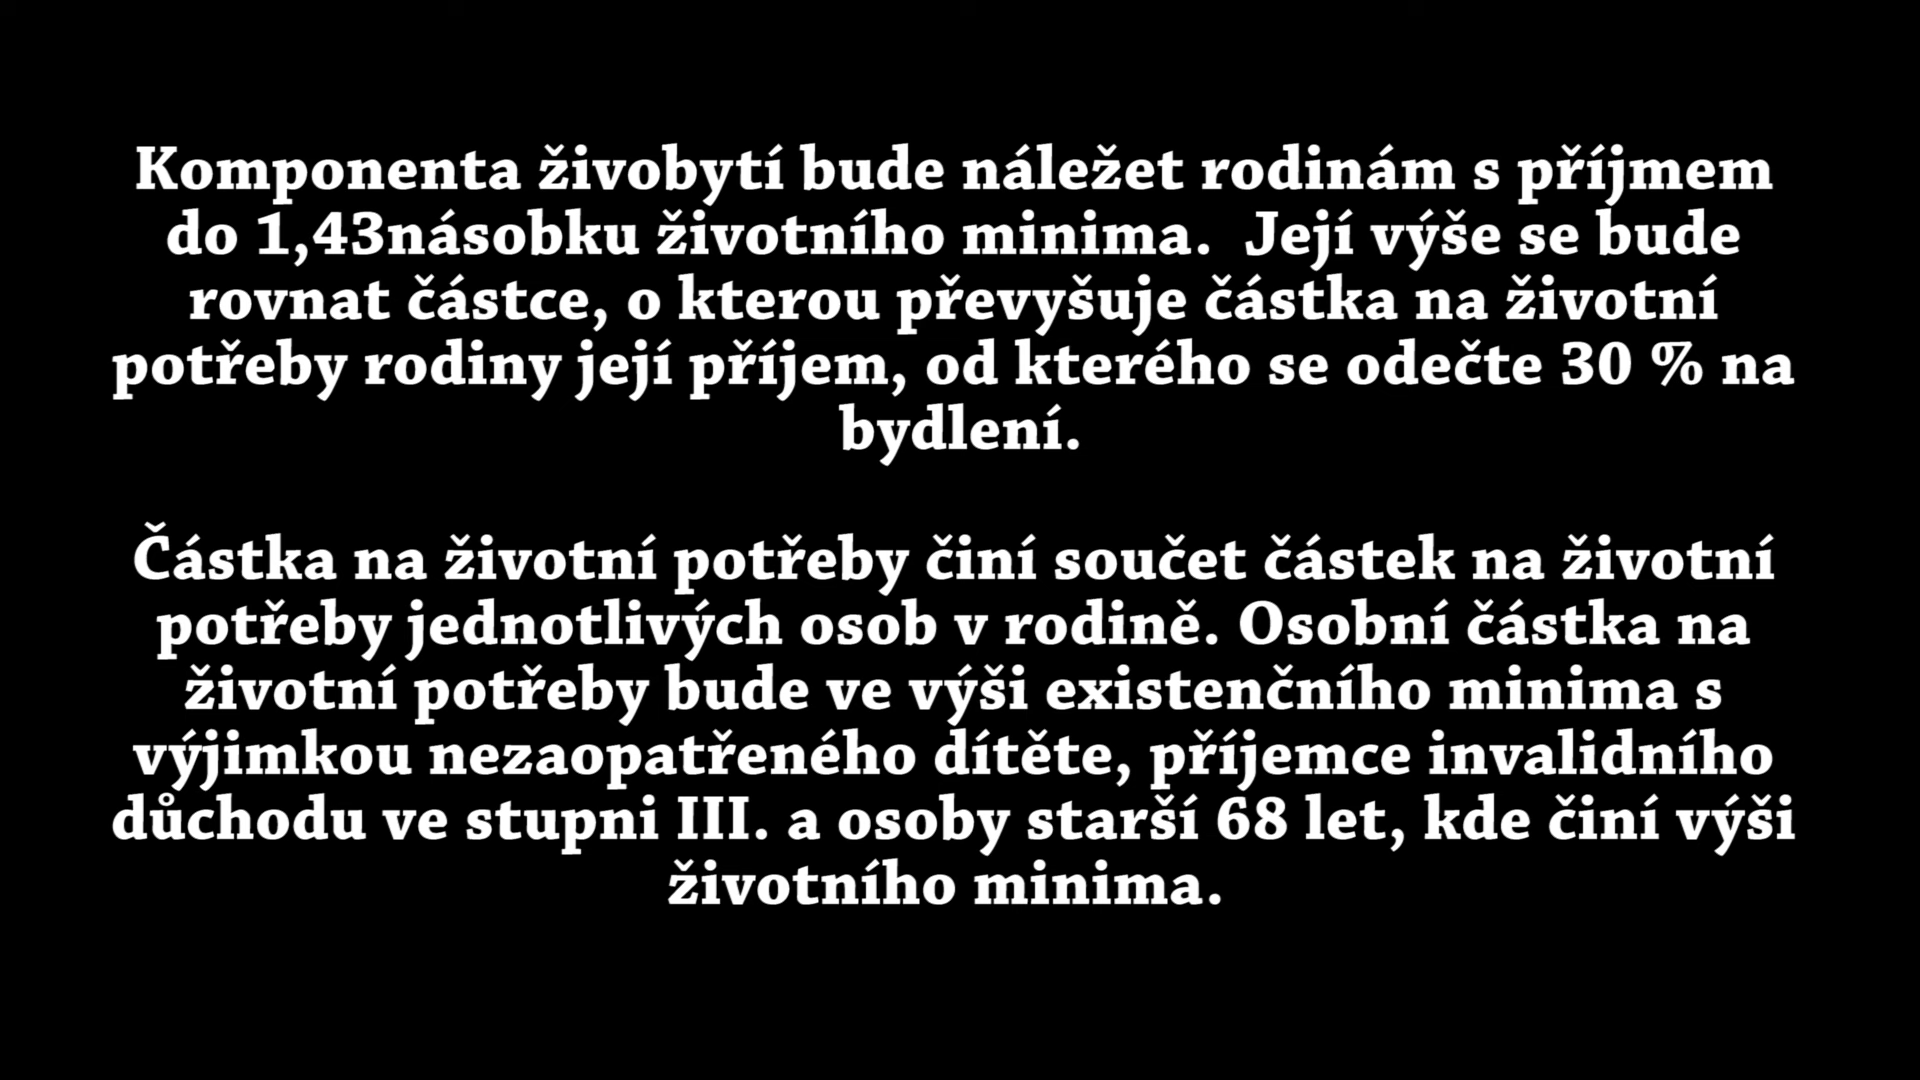 Komponenta živobytí bude náležet rodinám s příjmem
do 1,43násobku životního minima.  Její výše se bude
rovnat částce, o kterou převyšuje částka na životní
potřeby rodiny její příjem, od kterého se odečte 30 % na
bydlení.
Částka na životní potřeby činí součet částek na životní
potřeby jednotlivých osob v rodině. Osobní částka na
životní potřeby bude ve výši existenčního minima s
výjimkou nezaopatřeného dítěte, příjemce invalidního
důchodu ve stupni III. a osoby starší 68 let, kde činí výši
životního minima.